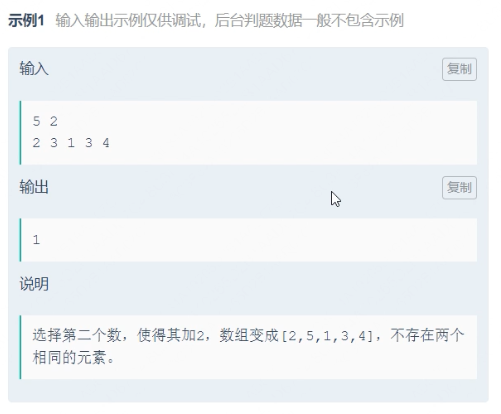 示例1 输入输出示例仅供调试，后台判题数据一般不包含示例
输入
复制
5 2
2 3 1 3 4
输出
复制
1
说明
选择第二个数，使得其加2，数组变成[2,5,1,3,4]，不存在两个
相同的元素。